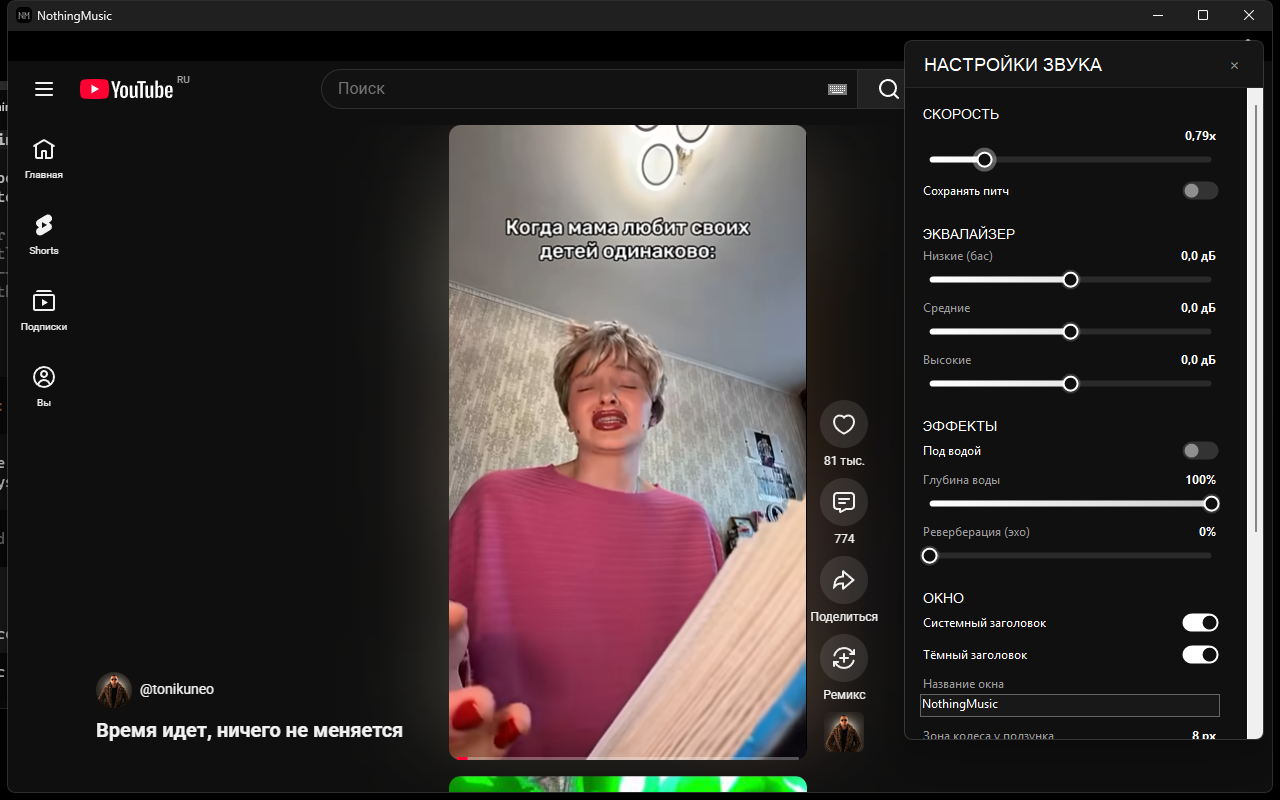 NothingMusic
YouTube RU
Поиск
Главная
Shorts
Подписки
Вы
Когда мама любит своих
детей одинаково:
81 тыс.
774
Поделиться
Ремикс
@tonikuneo
Время идет, ничего не меняется
НАСТРОЙКИ ЗВУКА
СКОРОСТЬ
0,79x
Сохранять питч
ЭКВАЛАЙЗЕР
Низкие (бас) 0,0 дБ
Средние 0,0 дБ
Высокие 0,0 дБ
ЭФФЕКТЫ
Под водой
Глубина воды 100%
Реверберация (эхо) 0%
ОКНО
Системный заголовок
Тёмный заголовок
Название окна
NothingMusic
Зона колеса у ползунка 8 px